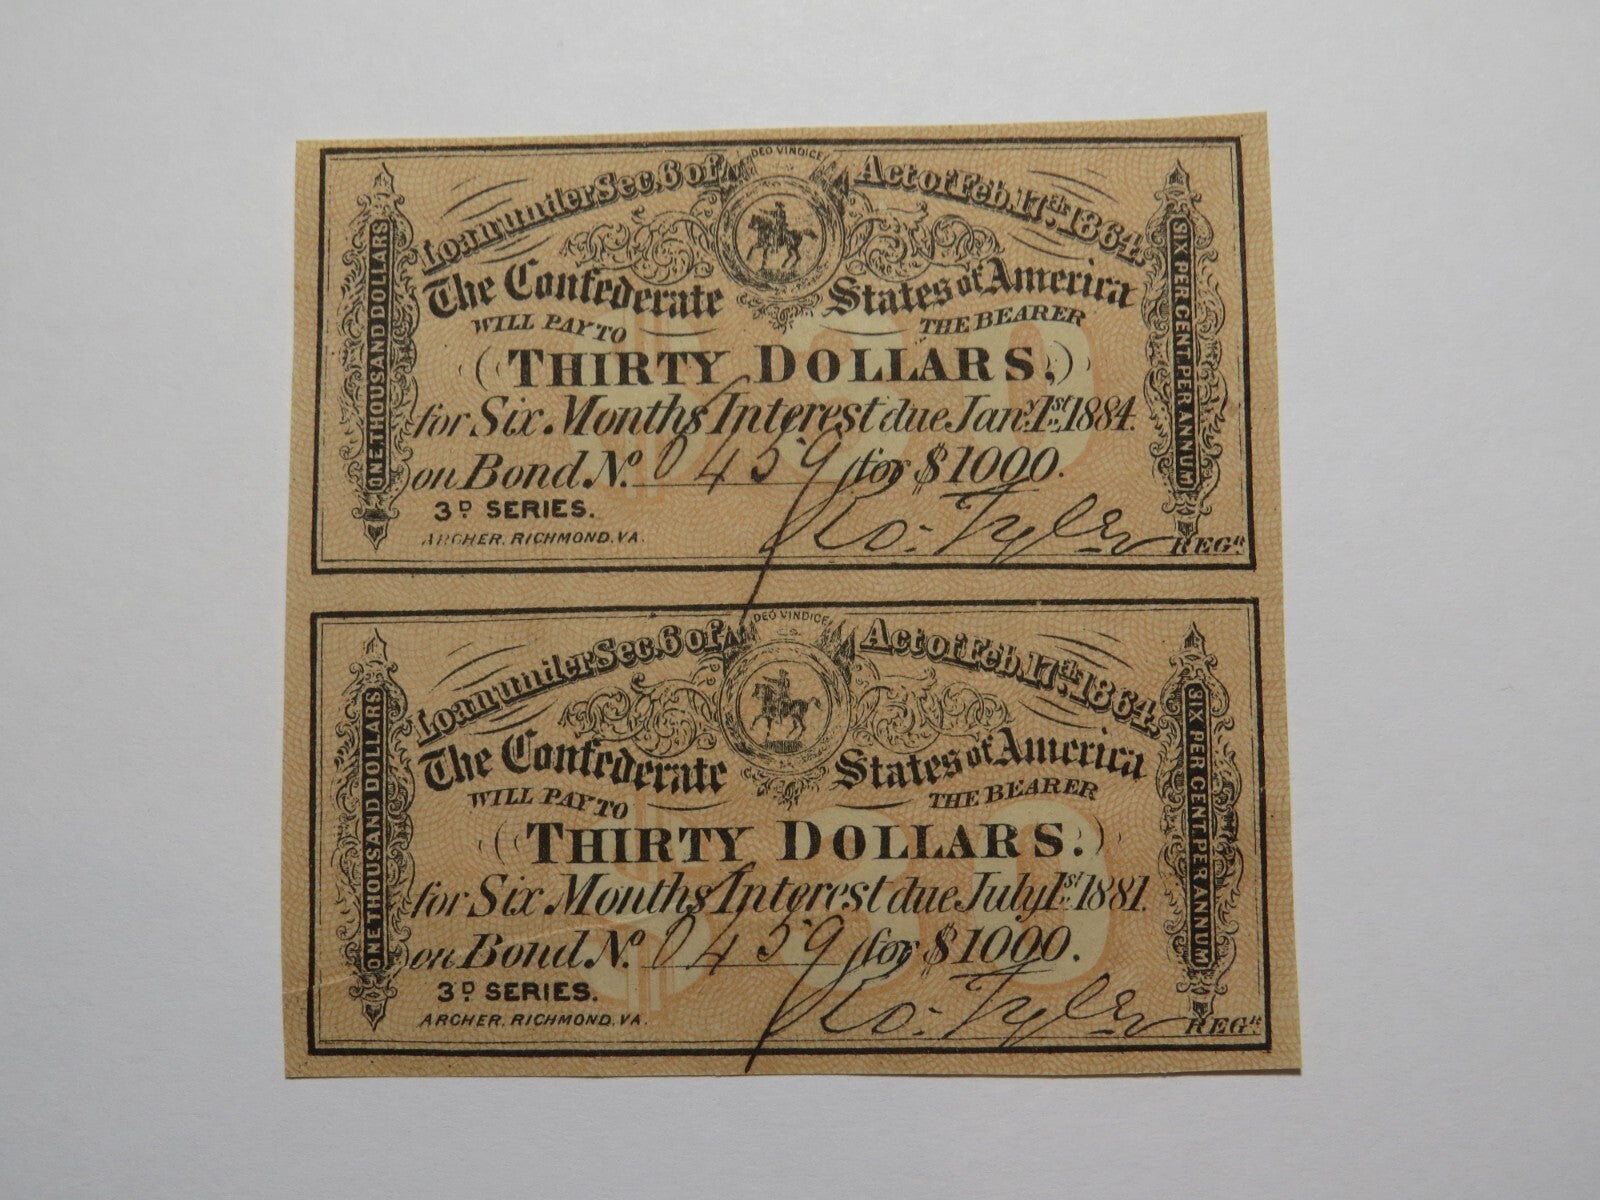 DEO VINDICE
Loan under Sec. 6 of Act of Feb. 17th 1864.
The Confederate States of America
WILL PAY TO THE BEARER
THIRTY DOLLARS,
for Six Months Interest due Jany. 1st 1884.
on Bond No. 0459 for $1000.
3D SERIES.
ARCHER, RICHMOND, VA.
Ro. Tyler REGR
ONE THOUSAND DOLLARS
SIX PER CENT. PER ANNUM
$30
DEO VINDICE
Loan under Sec. 6 of Act of Feb. 17th 1864.
The Confederate States of America
WILL PAY TO THE BEARER
THIRTY DOLLARS.
for Six Months Interest due July 1st 1881.
on Bond No. 0459 for $1000.
3D SERIES.
ARCHER, RICHMOND, VA.
Ro. Tyler REGR
ONE THOUSAND DOLLARS
SIX PER CENT. PER ANNUM
$30